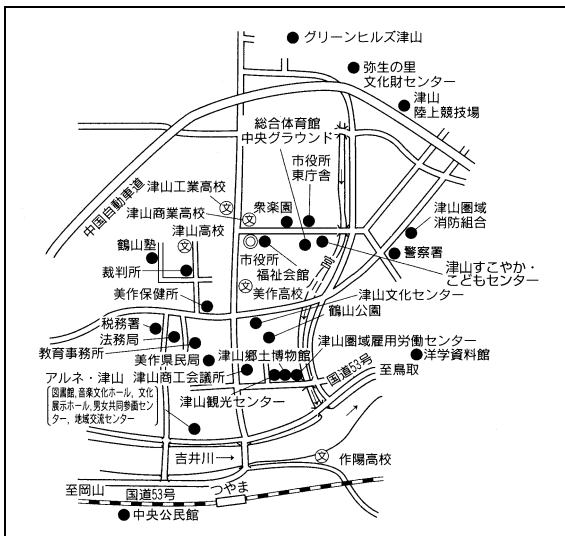 グリーンヒルズ津山
弥生の里
文化財センター
津山
陸上競技場
総合体育館
中央グラウンド
市役所
東庁舎
中国自動車道
津山工業高校
文
津山商業高校
文
衆楽園
津山高校
文
鶴山塾
裁判所
市役所
福祉会館
宮川
津山圏域
消防組合
警察署
津山すこやか・
こどもセンター
美作保健所
文
美作高校
津山文化センター
鶴山公園
税務署
法務局
教育事務所
美作県民局
津山郷土博物館
津山圏域雇用労働センター
洋学資料館
アルネ・津山
津山商工会議所
国道53号
至鳥取
図書館,音楽文化ホール,文化
展示ホール,男女共同参画セン
ター,地域交流センター
津山観光センター
吉井川→
文
作陽高校
至岡山
国道53号
つやま
中央公民館